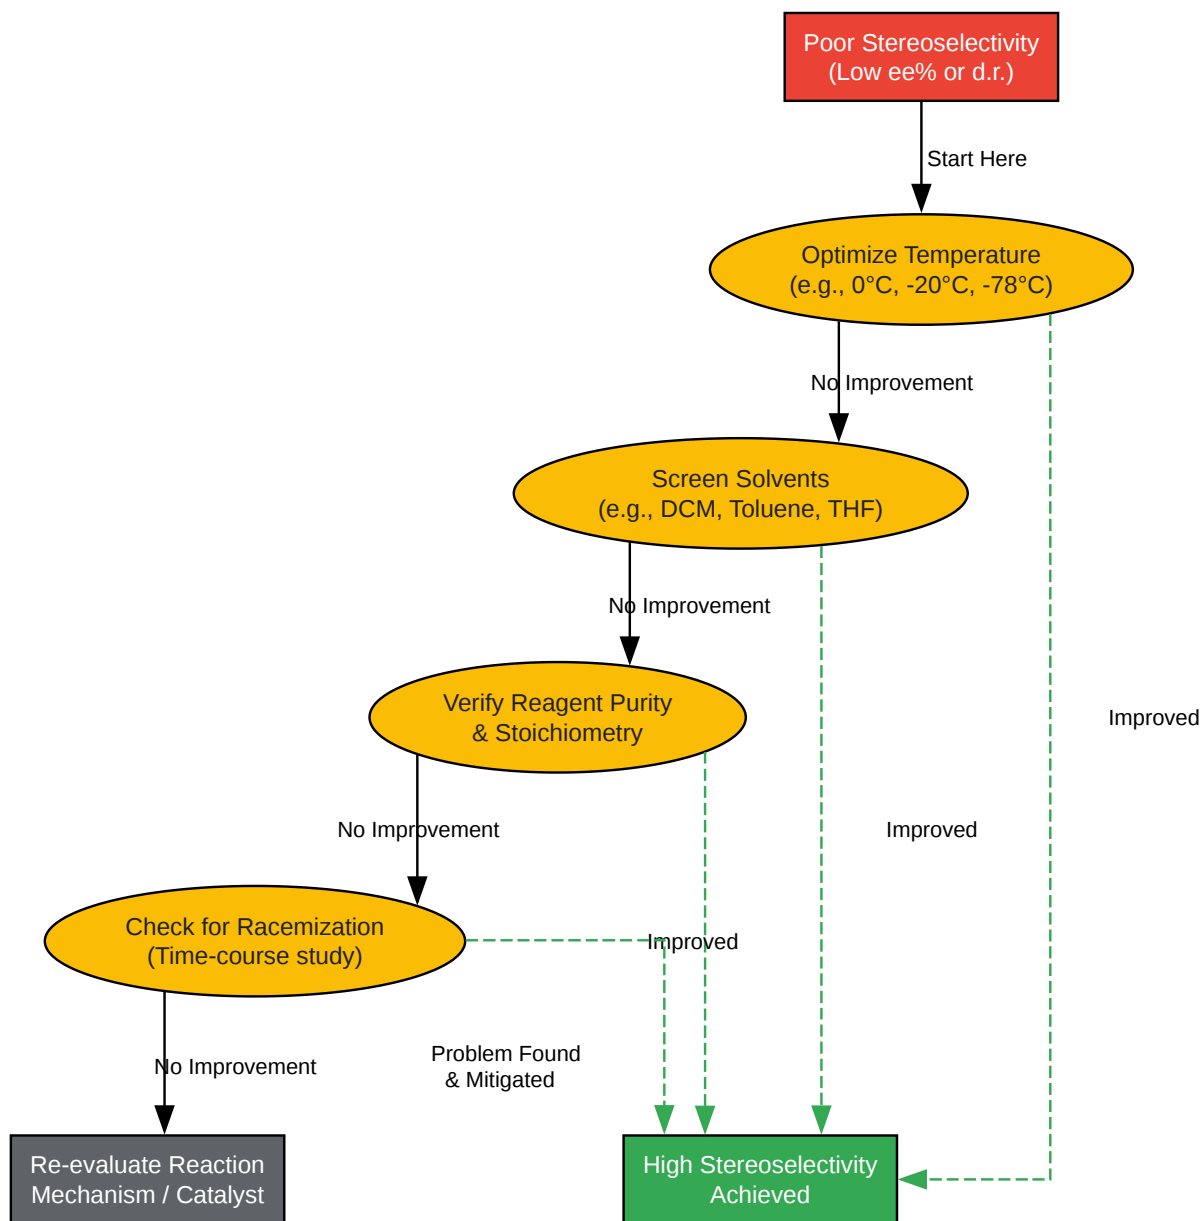 Poor Stereoselectivity
(Low ee% or d.r.)
Start Here
Optimize Temperature
(e.g., 0°C, -20°C, -78°C)
No Improvement
Screen Solvents
(e.g., DCM, Toluene, THF)
No Improvement
Verify Reagent Purity
& Stoichiometry
Improved
No Improvement
Improved
Check for Racemization
(Time-course study)
Improved
No Improvement
Problem Found
& Mitigated
Re-evaluate Reaction
Mechanism / Catalyst
High Stereoselectivity
Achieved